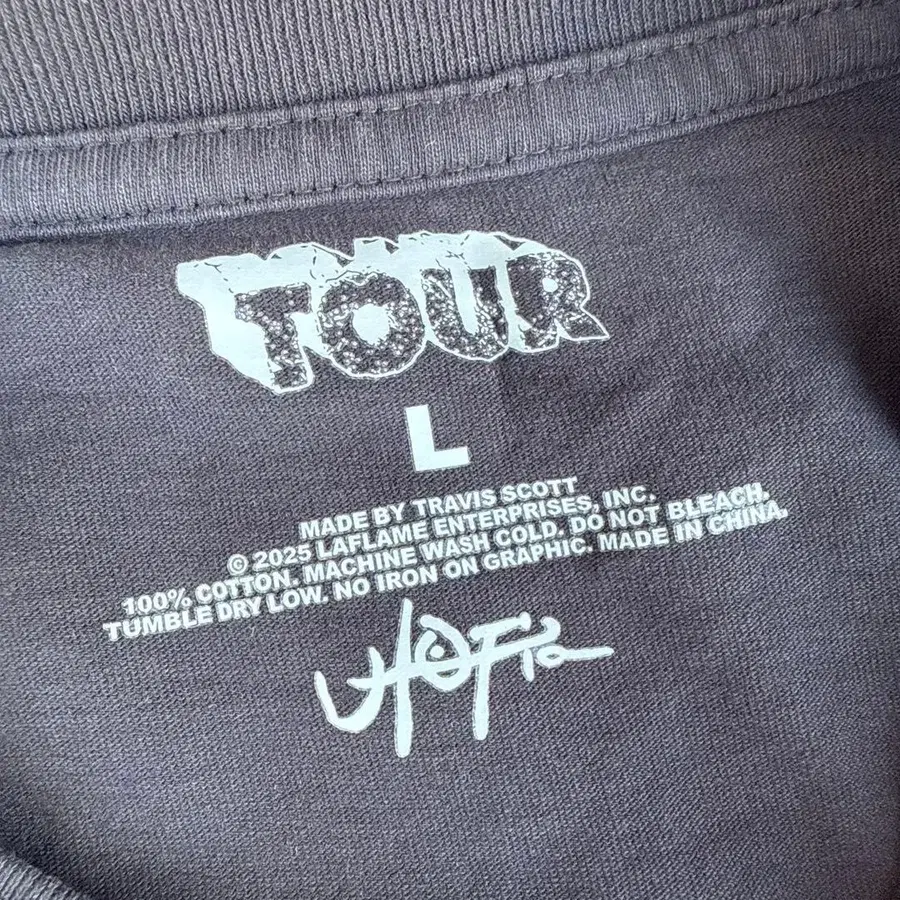 TOUR
L
MADE BY TRAVIS SCOTT
© 2025 LAFLAME ENTERPRISES, INC.
100% COTTON. MACHINE WASH COLD. DO NOT BLEACH.
TUMBLE DRY LOW. NO IRON ON GRAPHIC. MADE IN CHINA.
UTOPia